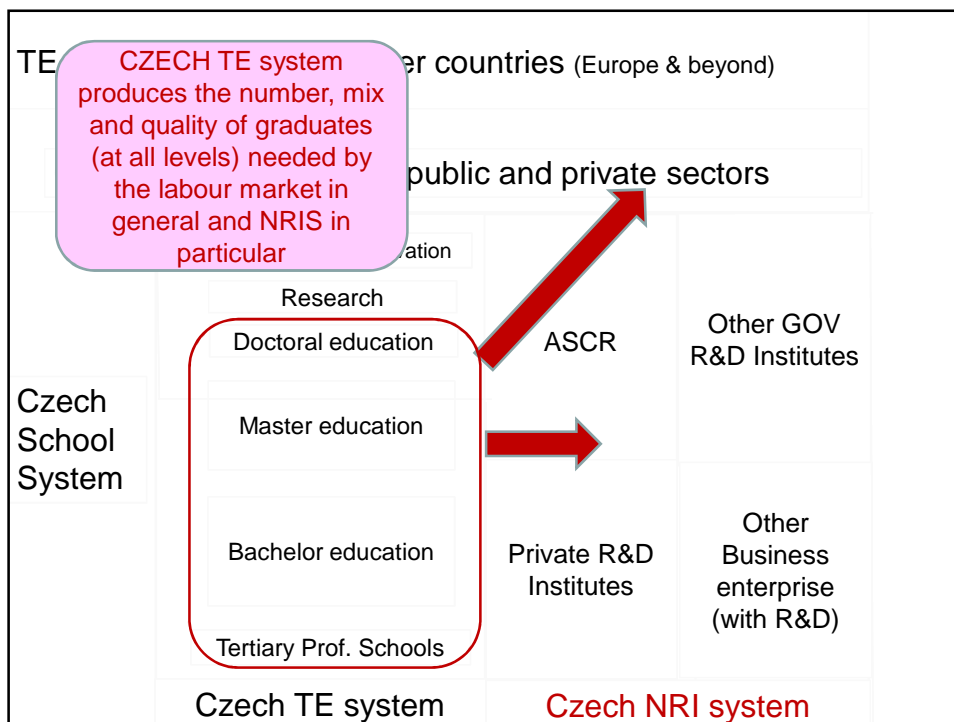 TE
er countries (Europe & beyond)
CZECH TE system
produces the number, mix
and quality of graduates
(at all levels) needed by
the labour market in
general and NRIS in
particular
public and private sectors
vation
Research
Doctoral education
Master education
Bachelor education
Tertiary Prof. Schools
Czech
School
System
ASCR
Other GOV
R&D Institutes
Private R&D
Institutes
Other
Business
enterprise
(with R&D)
Czech TE system
Czech NRI system